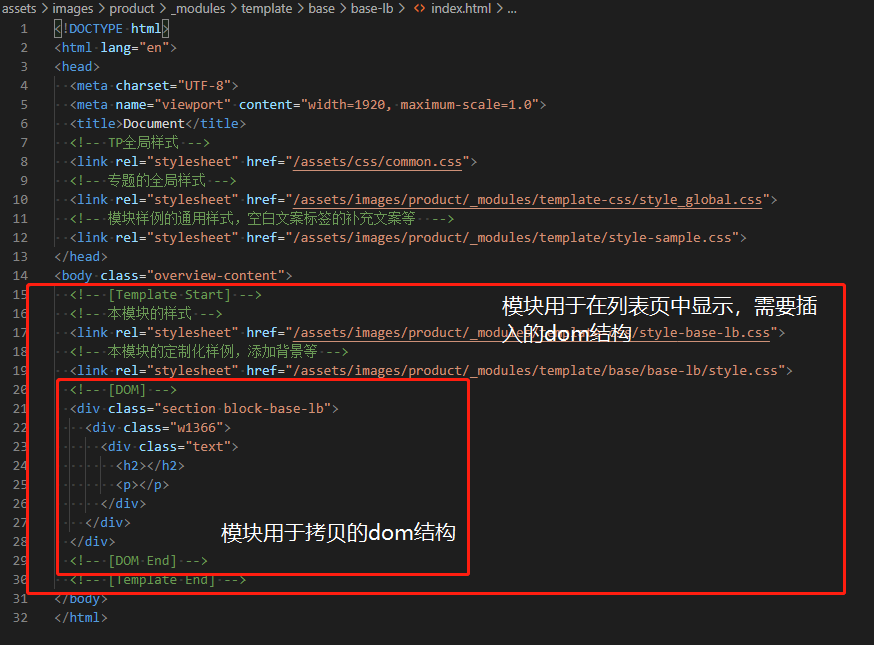 assets > images > product > _modules > template > base > base-lb > <> index.html > ...
1 <!DOCTYPE html>
2 <html lang="en">
3 <head>
4 <meta charset="UTF-8">
5 <meta name="viewport" content="width=1920, maximum-scale=1.0">
6 <title>Document</title>
7 <!-- TP全局样式 -->
8 <link rel="stylesheet" href="/assets/css/common.css">
9 <!-- 专题的全局样式 -->
10 <link rel="stylesheet" href="/assets/images/product/_modules/template-css/style_global.css">
11 <!-- 模块样例的通用样式，空白文案标签的补充文案等 -->
12 <link rel="stylesheet" href="/assets/images/product/_modules/template/style-sample.css">
13 </head>
14 <body class="overview-content">
15 <!-- [Template Start] -->
模块用于在列表页中显示，需要插
入的dom结构
16 <!-- 本模块的样式 -->
17 <link rel="stylesheet" href="/assets/images/product/_modul /style-base-lb.css">
18 <!-- 本模块的定制化样例，添加背景等 -->
19 <link rel="stylesheet" href="/assets/images/product/_modules/template/base/base-lb/style.css">
20 <!-- [DOM] -->
21 <div class="section block-base-lb">
22 <div class="w1366">
23 <div class="text">
24 <h2></h2>
25 <p></p>
26 </div>
27 </div>
模块用于拷贝的dom结构
28 </div>
29 <!-- [DOM End] -->
30 <!-- [Template End] -->
31 </body>
32 </html>